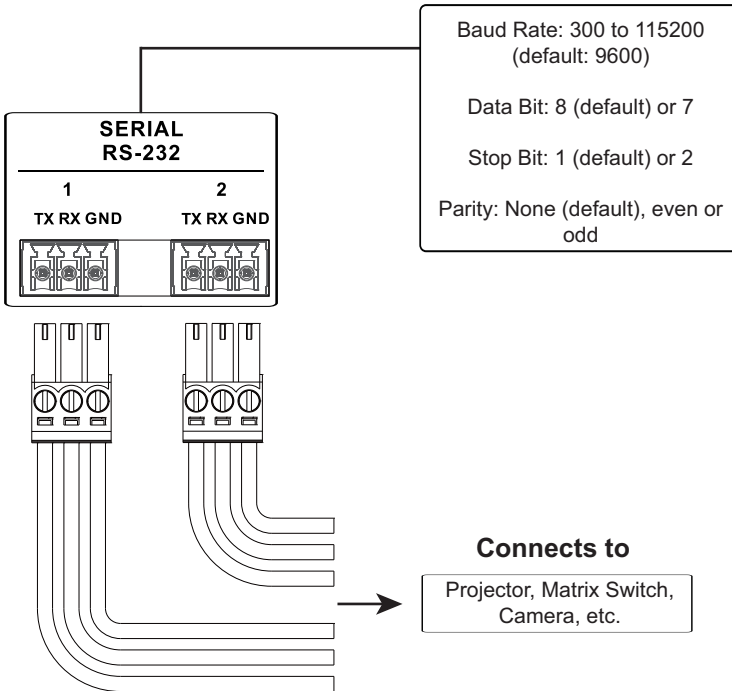 Baud Rate: 300 to 115200
(default: 9600)
Data Bit: 8 (default) or 7
Stop Bit: 1 (default) or 2
Parity: None (default), even or
odd
SERIAL
RS-232
1 2
TX RX GND TX RX GND
Connects to
Projector, Matrix Switch,
Camera, etc.